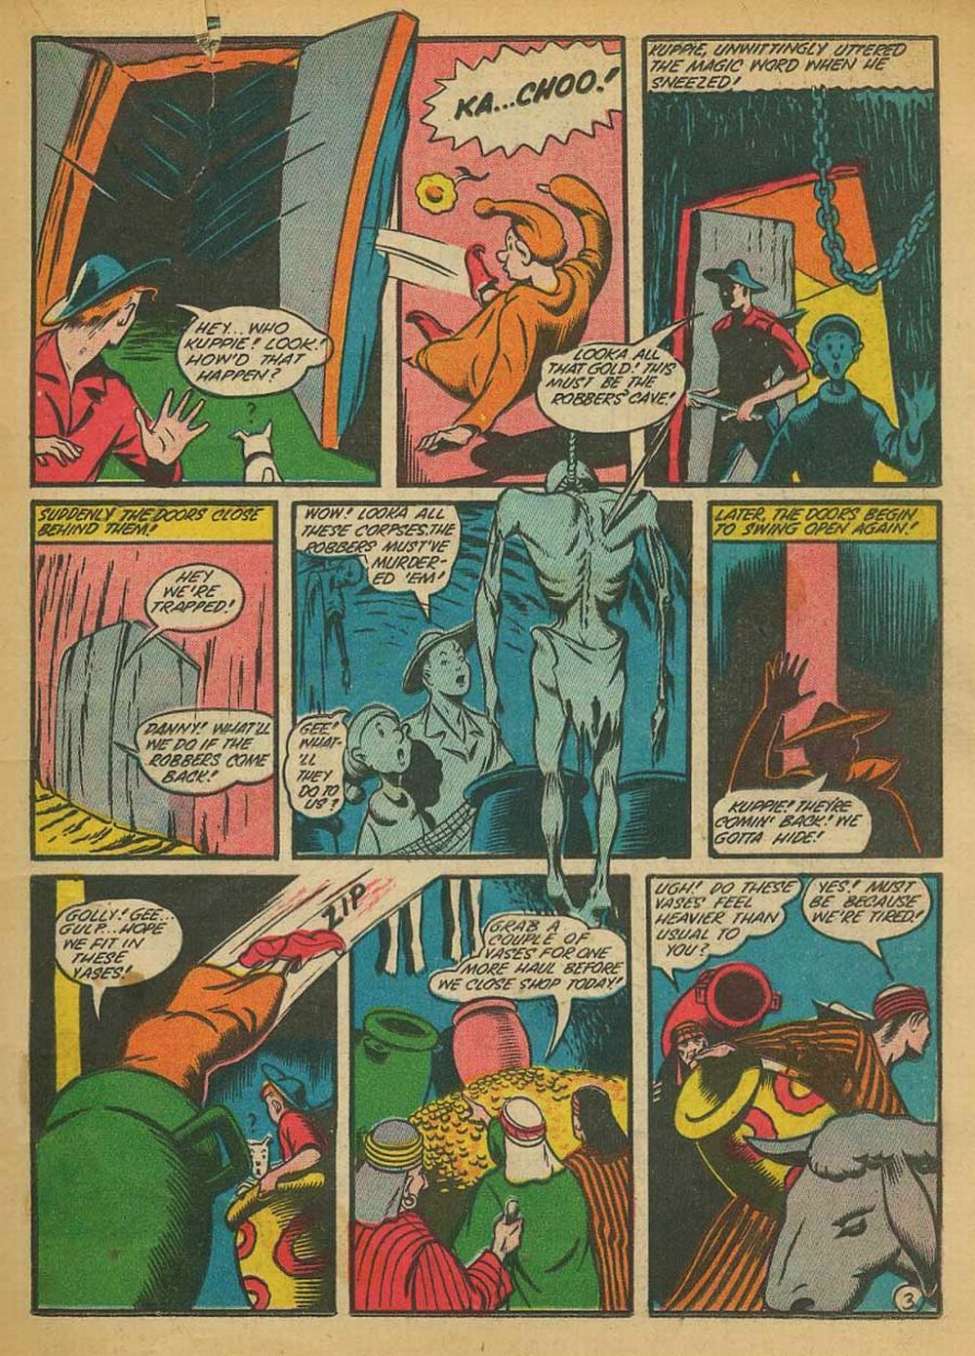 HEY... WHO
KUPPIE! LOOK!
HOW'D THAT
HAPPEN?
?
KA...CHOO!
KUPPIE, UNWITTINGLY UTTERED
THE MAGIC WORD WHEN HE
SNEEZED!
LOOKA ALL
THAT GOLD! THIS
MUST BE THE
ROBBERS' CAVE!
SUDDENLY THE DOORS CLOSE
BEHIND THEM!
HEY
WE'RE
TRAPPED!
DANNY! WHAT'LL
WE DO IF THE
ROBBERS COME
BACK!
WOW! LOOKA ALL
THESE CORPSES. THE
ROBBERS MUST'VE
MURDER-
ED 'EM!
GEE!
WHAT-
'LL
THEY
DO TO
US?
LATER, THE DOORS BEGIN
TO SWING OPEN AGAIN!
KUPPIE! THEY'RE
COMIN' BACK! WE
GOTTA HIDE!
GOLLY! GEE...
GULP... HOPE
WE FIT IN
THESE
VASES!
ZIP
?
GRAB A
COUPLE OF
VASES FOR ONE
MORE HAUL BEFORE
WE CLOSE SHOP TODAY!
UGH! DO THESE
VASES FEEL
HEAVIER THAN
USUAL TO
YOU?
YES! MUST
BE BECAUSE
WE'RE TIRED!
3